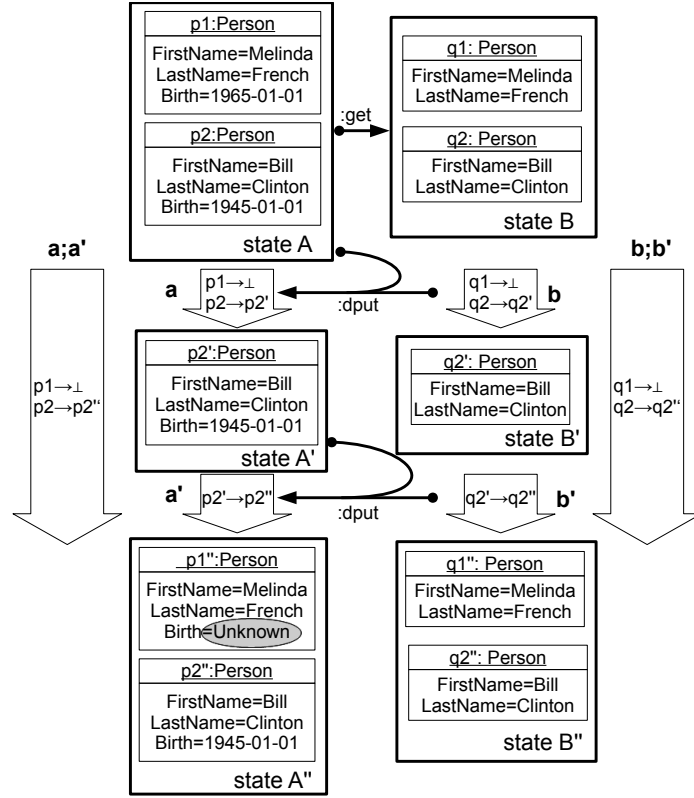 p1:Person
FirstName=Melinda
LastName=French
Birth=1965-01-01
p2:Person
FirstName=Bill
LastName=Clinton
Birth=1945-01-01
state A
:get
q1: Person
FirstName=Melinda
LastName=French
q2: Person
FirstName=Bill
LastName=Clinton
state B
a;a'
b;b'
a
p1→⊥
p2→p2'
:dput
q1→⊥
q2→q2'
b
p1→⊥
p2→p2"
p2':Person
FirstName=Bill
LastName=Clinton
Birth=1945-01-01
state A'
q2': Person
FirstName=Bill
LastName=Clinton
state B'
q1→⊥
q2→q2"
a'
p2'→p2"
:dput
q2'→q2"
b'
p1":Person
FirstName=Melinda
LastName=French
Birth=Unknown
p2":Person
FirstName=Bill
LastName=Clinton
Birth=1945-01-01
state A"
q1": Person
FirstName=Melinda
LastName=French
q2": Person
FirstName=Bill
LastName=Clinton
state B"